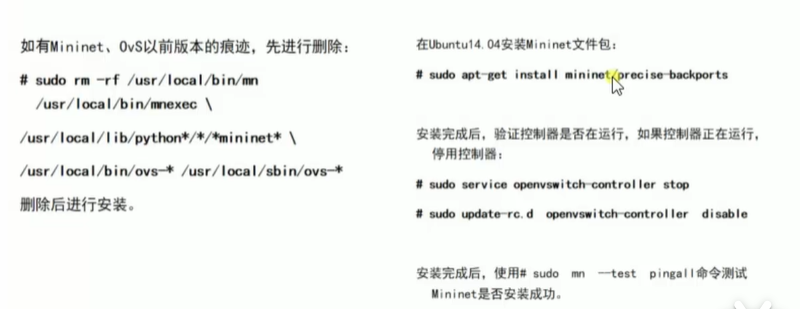 如有Mininet、OvS以前版本的痕迹，先进行删除：
# sudo rm -rf /usr/local/bin/mn
/usr/local/bin/mnexec \
/usr/local/lib/python*/*/*mininet* \
/usr/local/bin/ovs-* /usr/local/sbin/ovs-*
删除后进行安装。
在Ubuntu14.04安装Mininet文件包：
# sudo apt-get install mininet/precise-backports
安装完成后，验证控制器是否在运行，如果控制器正在运行，
停用控制器：
# sudo service openvswitch-controller stop
# sudo update-rc.d openvswitch-controller disable
安装完成后，使用# sudo mn --test pingall命令测试
Mininet是否安装成功。